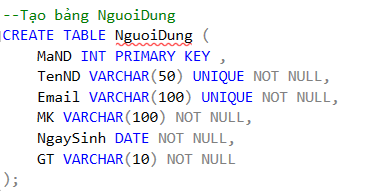 --Tạo bảng NguoiDung
CREATE TABLE NguoiDung (
MaND INT PRIMARY KEY ,
TenND VARCHAR(50) UNIQUE NOT NULL,
Email VARCHAR(100) UNIQUE NOT NULL,
MK VARCHAR(100) NOT NULL,
NgaySinh DATE NOT NULL,
GT VARCHAR(10) NOT NULL
);